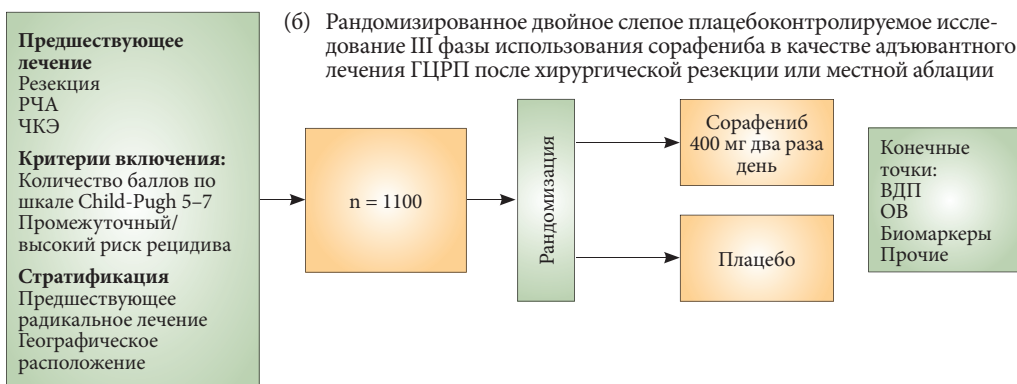 (б) Рандомизированное двойное слепое плацебоконтролируемое иссле-
дование III фазы использования сорафениба в качестве адъювантного
лечения ГЦРП после хирургической резекции или местной аблации
Предшествующее
лечение
Резекция
РЧА
ЧКЭ
Критерии включения:
Количество баллов по
шкале Child-Pugh 5–7
Промежуточный/
высокий риск рецидива
Стратификация
Предшествующее
радикальное лечение
Географическое
расположение
n = 1100
Рандомизация
Сорафениб
400 мг два раза
день
Плацебо
Конечные
точки:
ВДП
ОВ
Биомаркеры
Прочие